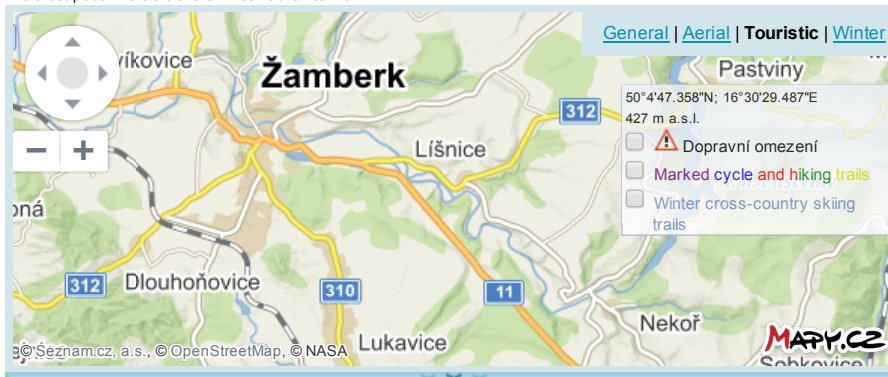 General | Aerial | Touristic | Winter
víkovice
Žamberk
Pastviny
50°4'47.358"N; 16°30'29.487"E
427 m a.s.l.
312
Dopravní omezení
Líšnice
Marked cycle and hiking trails
Winter cross-country skiing
trails
ná
312
Dlouhoňovice
310
11
Nekoř
Lukavice
MAPY.CZ
© Seznam.cz, a.s., © OpenStreetMap, © NASA
Sobkovice